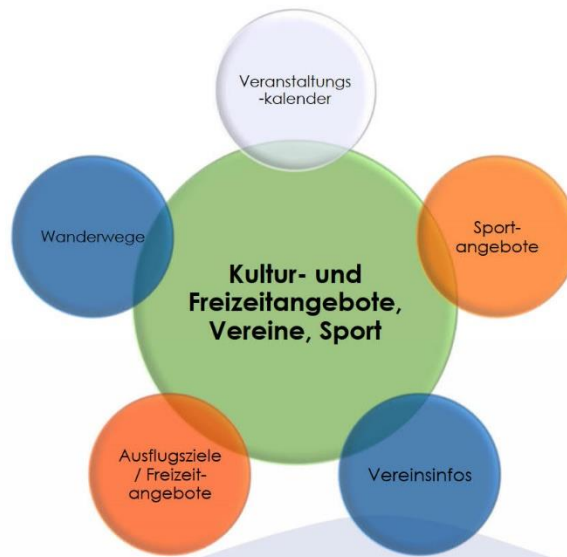 Veranstaltungs
-kalender
Wanderwege
Sport-
angebote
Kultur- und
Freizeitangebote,
Vereine, Sport
Ausflugsziele
/ Freizeit-
angebote
Vereinsinfos